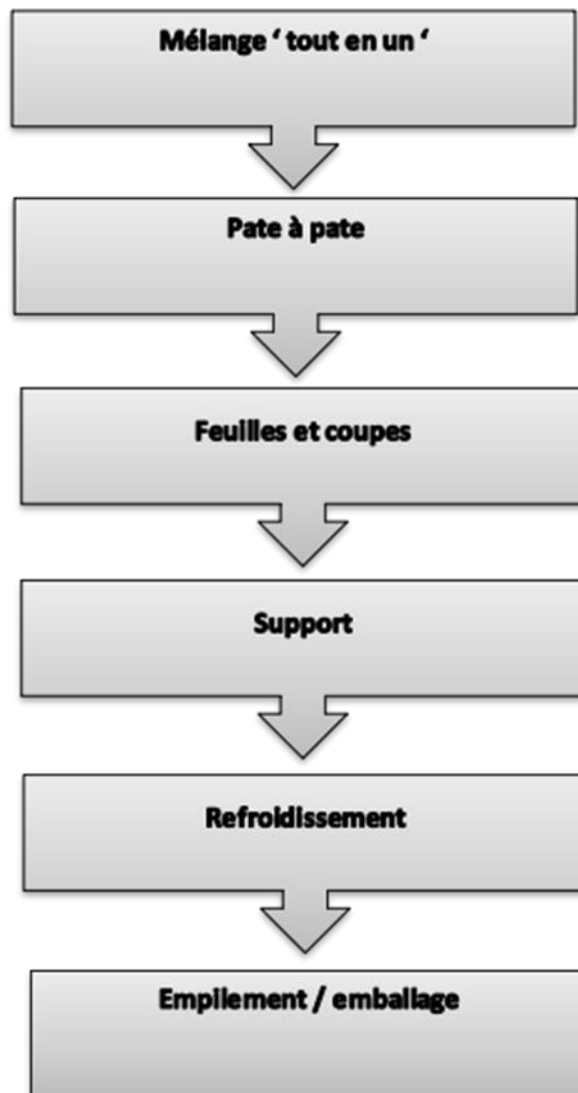 Mélange ‘ tout en un ‘
Pate à pate
Feuilles et coupes
Support
Refroidissement
Empilement / emballage